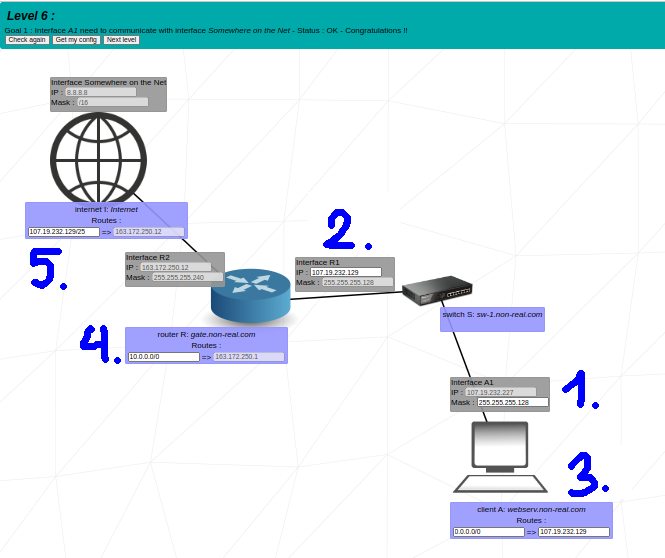 Level 6 :
Goal 1 : Interface A1 need to communicate with interface Somewhere on the Net - Status : OK - Congratulations !!
Check again Get my config Next level
Interface Somewhere on the Net
IP : 8.8.8.8
Mask : /16
internet I: Internet
Routes :
107.19.232.129/25 => 163.172.250.12
5.
Interface R2
IP : 163.172.250.12
Mask : 255.255.255.240
2.
Interface R1
IP : 107.19.232.129
Mask : 255.255.255.128
switch S: sw-1.non-real.com
4.
router R: gate.non-real.com
Routes :
10.0.0.0/0 => 163.172.250.1
Interface A1
IP : 107.19.232.227
Mask : 255.255.255.128
1.
3.
client A: webserv.non-real.com
Routes :
0.0.0.0/0 => 107.19.232.129